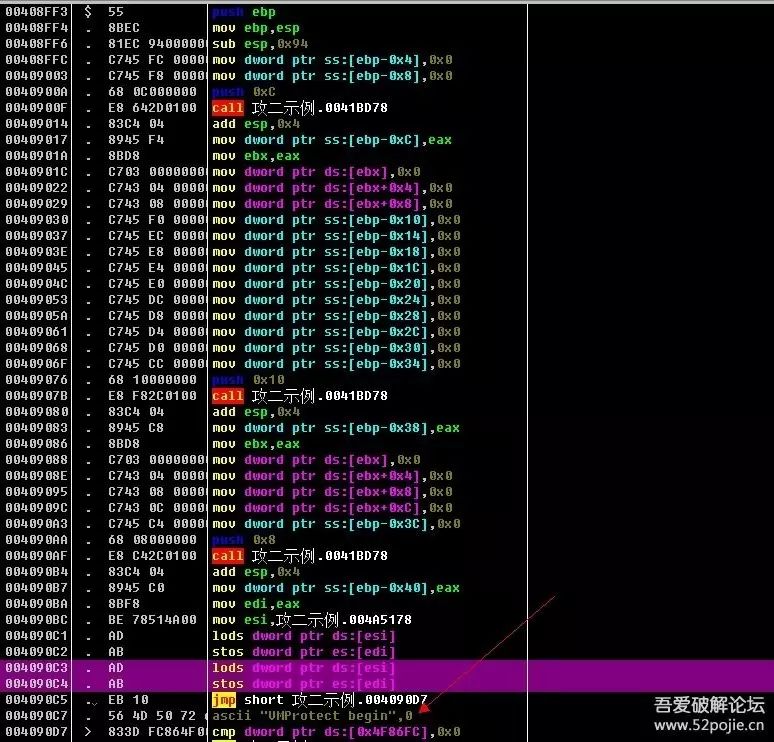 00408FF3 $ 55 push ebp
00408FF4 . 8BEC mov ebp,esp
00408FF6 . 81EC 9400000 sub esp,0x94
00408FFC . C745 FC 0000 mov dword ptr ss:[ebp-0x4],0x0
00409003 . C745 F8 0000 mov dword ptr ss:[ebp-0x8],0x0
0040900A . 68 0C000000 push 0xC
0040900F . E8 642D0100 call 攻二示例.0041BD78
00409014 . 83C4 04 add esp,0x4
00409017 . 8945 F4 mov dword ptr ss:[ebp-0xC],eax
0040901A . 8BD8 mov ebx,eax
0040901C . C703 0000000 mov dword ptr ds:[ebx],0x0
00409022 . C743 04 0000 mov dword ptr ds:[ebx+0x4],0x0
00409029 . C743 08 0000 mov dword ptr ds:[ebx+0x8],0x0
00409030 . C745 F0 0000 mov dword ptr ss:[ebp-0x10],0x0
00409037 . C745 EC 0000 mov dword ptr ss:[ebp-0x14],0x0
0040903E . C745 E8 0000 mov dword ptr ss:[ebp-0x18],0x0
00409045 . C745 E4 0000 mov dword ptr ss:[ebp-0x1C],0x0
0040904C . C745 E0 0000 mov dword ptr ss:[ebp-0x20],0x0
00409053 . C745 DC 0000 mov dword ptr ss:[ebp-0x24],0x0
0040905A . C745 D8 0000 mov dword ptr ss:[ebp-0x28],0x0
00409061 . C745 D4 0000 mov dword ptr ss:[ebp-0x2C],0x0
00409068 . C745 D0 0000 mov dword ptr ss:[ebp-0x30],0x0
0040906F . C745 CC 0000 mov dword ptr ss:[ebp-0x34],0x0
00409076 . 68 10000000 push 0x10
0040907B . E8 F82C0100 call 攻二示例.0041BD78
00409080 . 83C4 04 add esp,0x4
00409083 . 8945 C8 mov dword ptr ss:[ebp-0x38],eax
00409086 . 8BD8 mov ebx,eax
00409088 . C703 0000000 mov dword ptr ds:[ebx],0x0
0040908E . C743 04 0000 mov dword ptr ds:[ebx+0x4],0x0
00409095 . C743 08 0000 mov dword ptr ds:[ebx+0x8],0x0
0040909C . C743 0C 0000 mov dword ptr ds:[ebx+0xC],0x0
004090A3 . C745 C4 0000 mov dword ptr ss:[ebp-0x3C],0x0
004090AA . 68 08000000 push 0x8
004090AF . E8 C42C0100 call 攻二示例.0041BD78
004090B4 . 83C4 04 add esp,0x4
004090B7 . 8945 C0 mov dword ptr ss:[ebp-0x40],eax
004090BA . 8BF8 mov edi,eax
004090BC . BE 78514A00 mov esi,攻二示例.004A5178
004090C1 . AD lods dword ptr ds:[esi]
004090C2 . AB stos dword ptr es:[edi]
004090C3 . AD lods dword ptr ds:[esi]
004090C4 . AB stos dword ptr es:[edi]
004090C5 . EB 10 jmp short 攻二示例.004090D7
004090C7 . 56 4D 50 72 ascii "VMProtect begin",0
004090D7 > 833D FC864F0 cmp dword ptr ds:[0x4F86FC],0x0
吾爱破解论坛
www.52pojie.cn